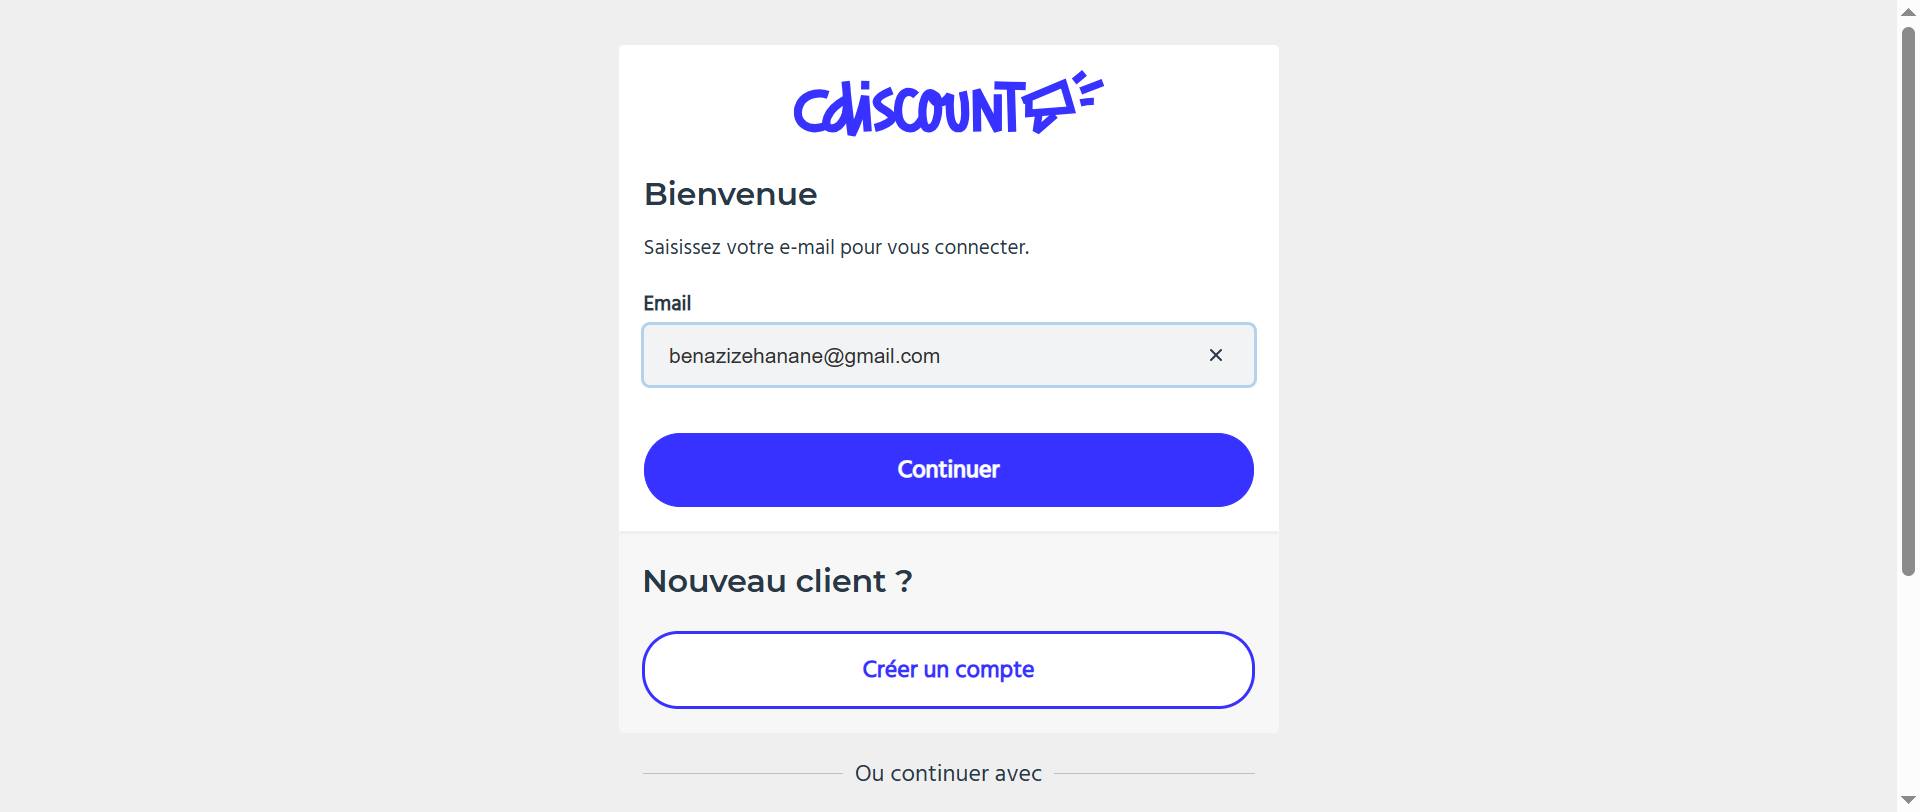 Cdiscount
Bienvenue
Saisissez votre e-mail pour vous connecter.
Email
benazizehanane@gmail.com
Continuer
Nouveau client ?
Créer un compte
Ou continuer avec